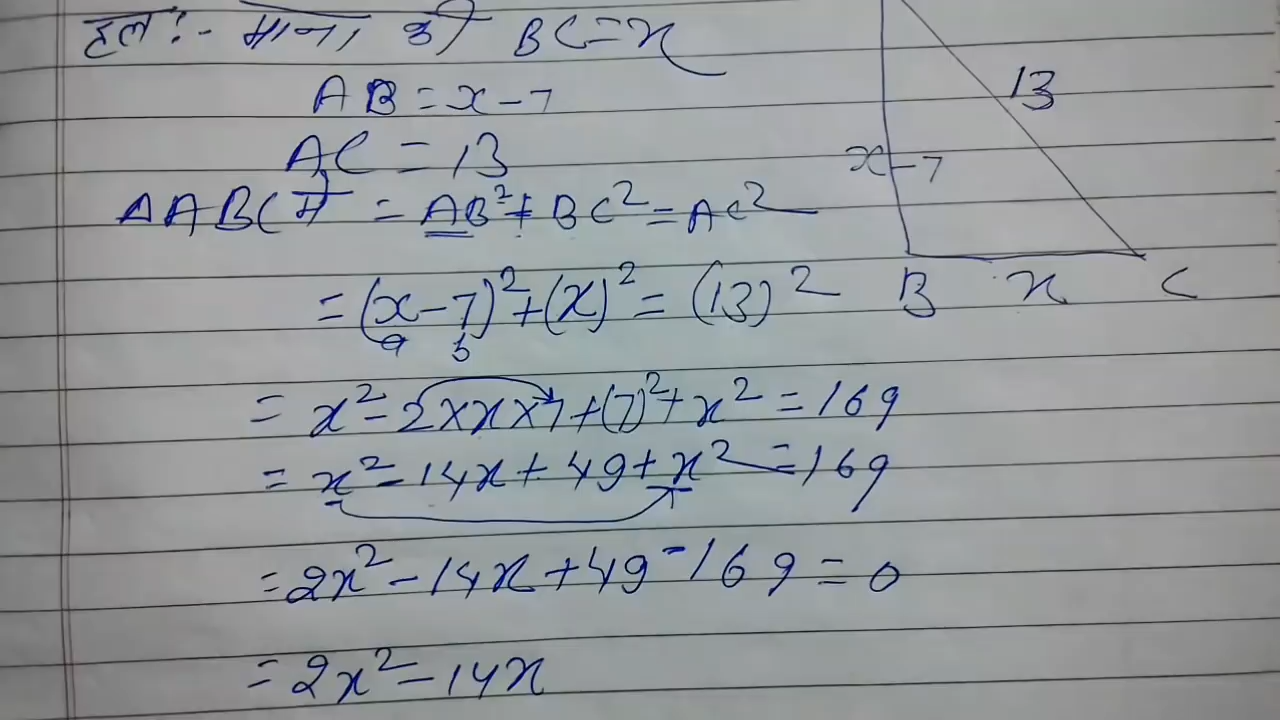 हल :- माना की BC = x
AB = x - 7
AC = 13
13
x - 7
ΔABC में = AB² + BC² = AC²
= (x - 7)² + (x)² = (13)²
a b
B x C
= x² - 2 × x × 7 + (7)² + x² = 169
= x² - 14x + 49 + x² = 169
= 2x² - 14x + 49 - 169 = 0
= 2x² - 14x